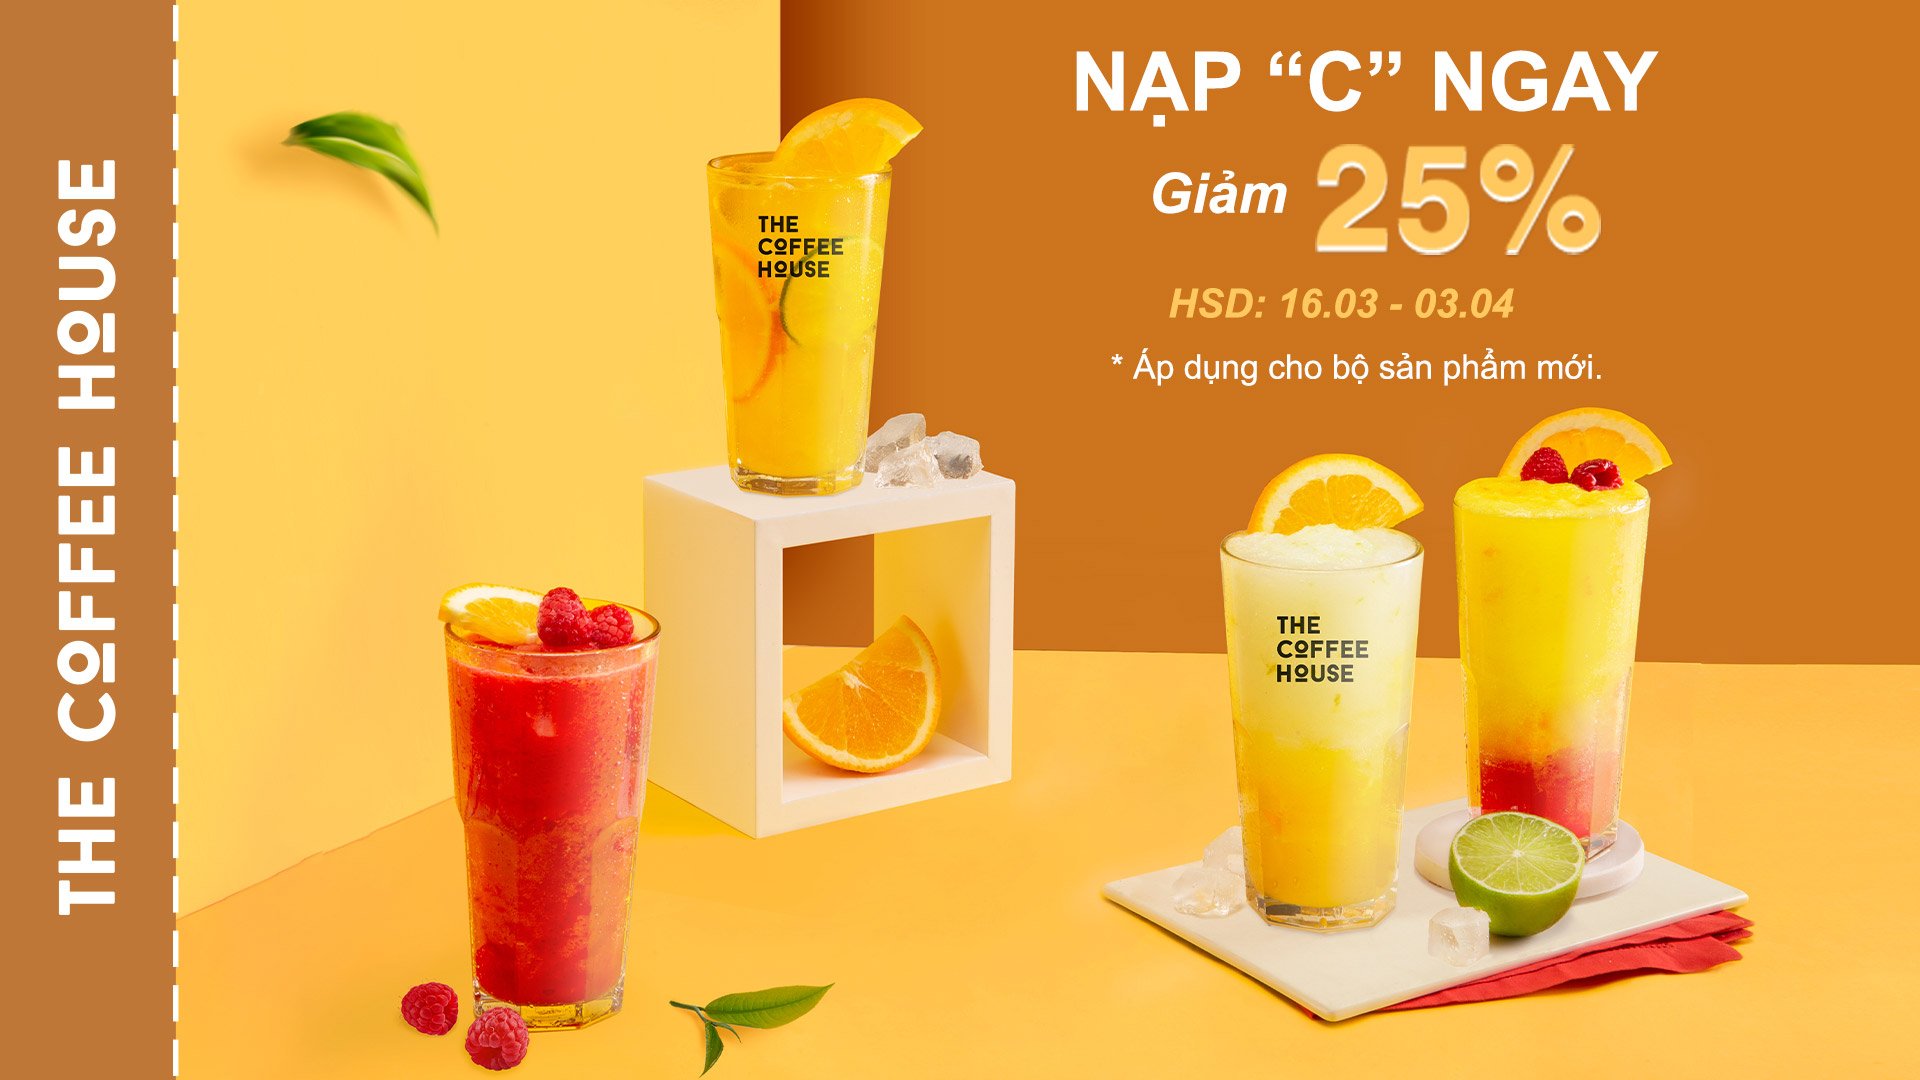 THE COFFEE HOUSE
NẠP “C” NGAY
Giảm 25%
HSD: 16.03 - 03.04
* Áp dụng cho bộ sản phẩm mới.
THE
COFFEE
HOUSE
THE
COFFEE
HOUSE